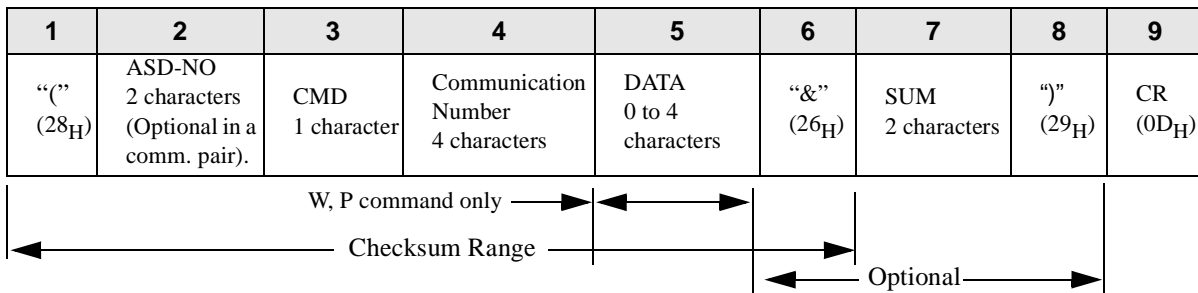 1 2 3 4 5 6 7 8 9
“(”
(28H)
ASD-NO
2 characters
(Optional in a
comm. pair).
CMD
1 character
Communication
Number
4 characters
DATA
0 to 4
characters
“&”
(26H)
SUM
2 characters
“)”
(29H)
CR
(0DH)
W, P command only
Checksum Range
Optional